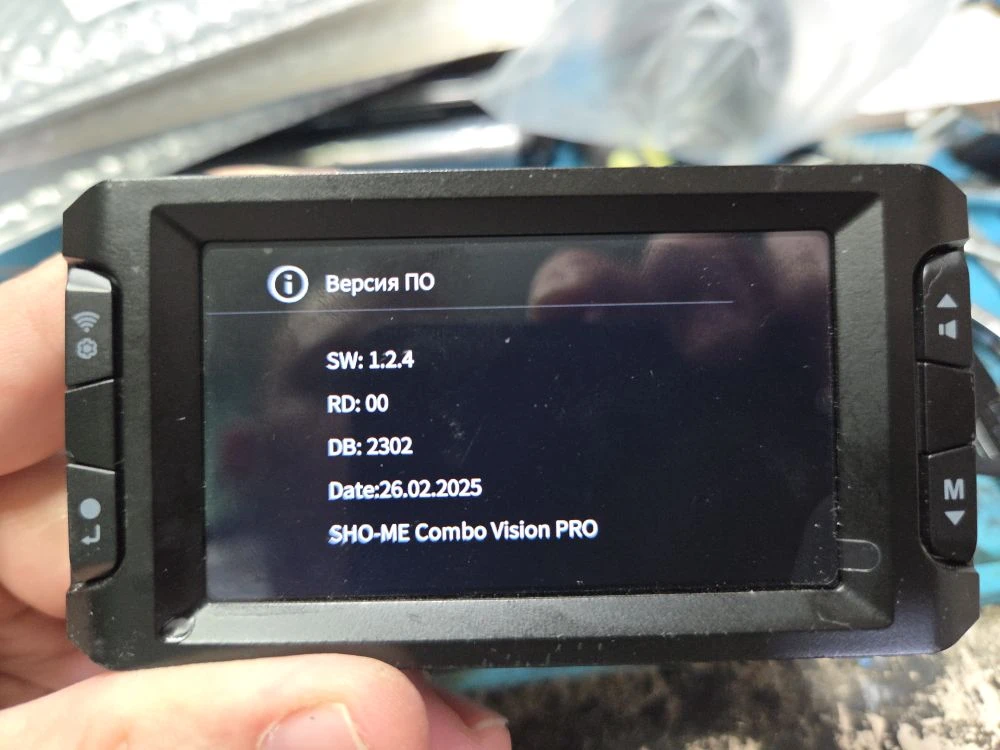 Версия ПО
SW: 1.2.4
RD: 00
DB: 2302
Date:26.02.2025
SHO-ME Combo Vision PRO
M